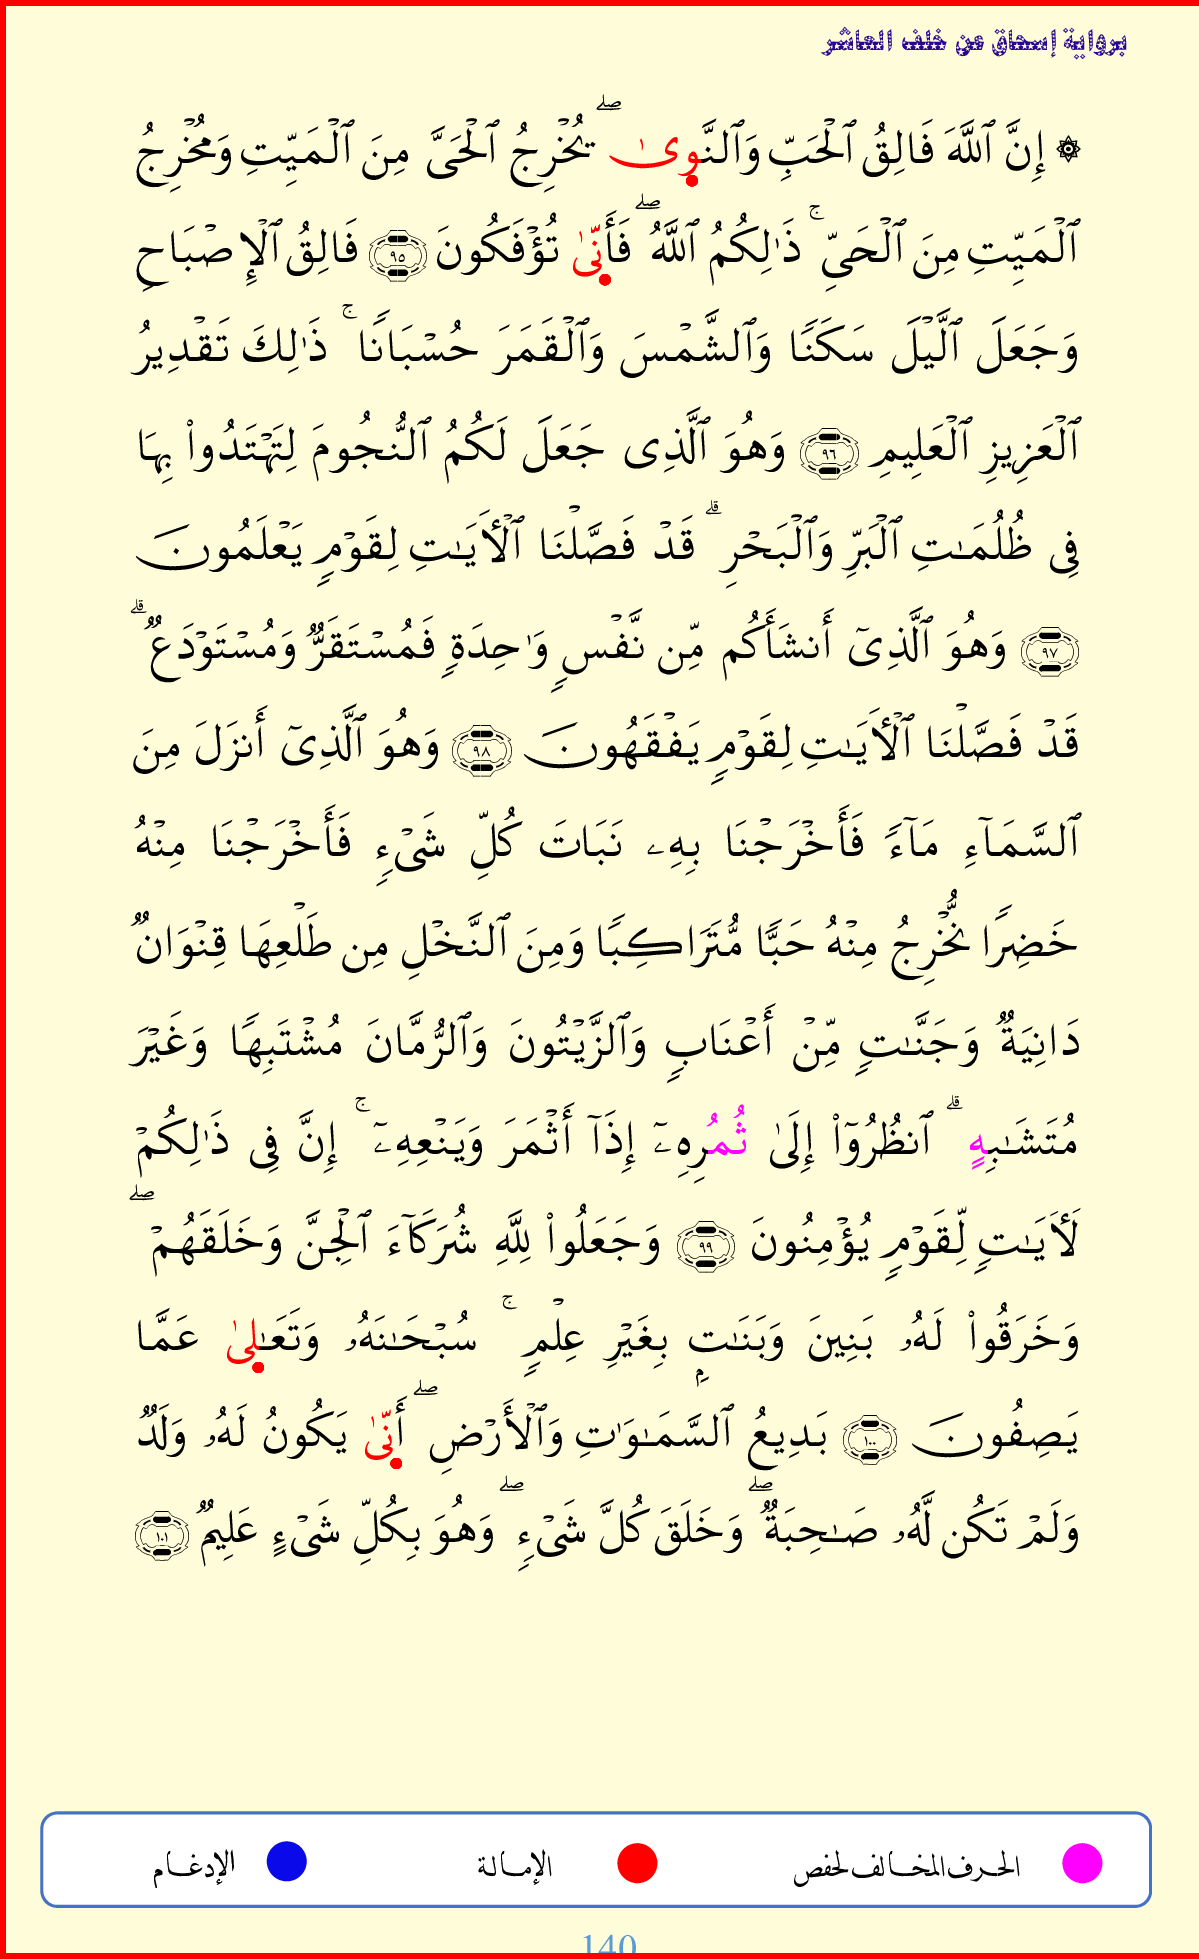 برواية إسحاق عن خلف العاشر
۞ إِنَّ ٱللَّهَ فَالِقُ ٱلْحَبِّ وَٱلنَّوىٰ ۖ يُخْرِجُ ٱلْحَىَّ مِنَ ٱلْمَيِّتِ وَمُخْرِجُ
ٱلْمَيِّتِ مِنَ ٱلْحَىِّ ۚ ذَٰلِكُمُ ٱللَّهُ ۖ فَأَنّىٰ تُؤْفَكُونَ ٩٥ فَالِقُ ٱلْإِصْبَاحِ
وَجَعَلَ ٱلَّيْلَ سَكَنًا وَٱلشَّمْسَ وَٱلْقَمَرَ حُسْبَانًا ۚ ذَٰلِكَ تَقْدِيرُ
ٱلْعَزِيزِ ٱلْعَلِيمِ ٩٦ وَهُوَ ٱلَّذِى جَعَلَ لَكُمُ ٱلنُّجُومَ لِتَهْتَدُوا۟ بِهَا
فِى ظُلُمَـٰتِ ٱلْبَرِّ وَٱلْبَحْرِ ۗ قَدْ فَصَّلْنَا ٱلْأَيَـٰتِ لِقَوْمٍ يَعْلَمُونَ
٩٧ وَهُوَ ٱلَّذِىٓ أَنشَأَكُم مِّن نَّفْسٍ وَٰحِدَةٍ فَمُسْتَقَرٌّ وَمُسْتَوْدَعٌ ۗ
قَدْ فَصَّلْنَا ٱلْأَيَـٰتِ لِقَوْمٍ يَفْقَهُونَ ٩٨ وَهُوَ ٱلَّذِىٓ أَنزَلَ مِنَ
ٱلسَّمَآءِ مَآءً فَأَخْرَجْنَا بِهِۦ نَبَاتَ كُلِّ شَىْءٍ فَأَخْرَجْنَا مِنْهُ
خَضِرًا نُّخْرِجُ مِنْهُ حَبًّا مُّتَرَاكِبًا وَمِنَ ٱلنَّخْلِ مِن طَلْعِهَا قِنْوَانٌ
دَانِيَةٌ وَجَنَّـٰتٍ مِّنْ أَعْنَابٍ وَٱلزَّيْتُونَ وَٱلرُّمَّانَ مُشْتَبِهًا وَغَيْرَ
مُتَشَـٰبِهٍ ۗ ٱنظُرُوٓا۟ إِلَىٰ ثُمُرِهِۦٓ إِذَآ أَثْمَرَ وَيَنْعِهِۦٓ ۚ إِنَّ فِى ذَٰلِكُمْ
لَأَيَـٰتٍ لِّقَوْمٍ يُؤْمِنُونَ ٩٩ وَجَعَلُوا۟ لِلَّهِ شُرَكَآءَ ٱلْجِنَّ وَخَلَقَهُمْ ۖ
وَخَرَقُوا۟ لَهُۥ بَنِينَ وَبَنَـٰتٍۭ بِغَيْرِ عِلْمٍ ۚ سُبْحَـٰنَهُۥ وَتَعَـٰلىٰ عَمَّا
يَصِفُونَ ١٠٠ بَدِيعُ ٱلسَّمَـٰوَٰتِ وَٱلْأَرْضِ ۖ أَنّىٰ يَكُونُ لَهُۥ وَلَدٌ
وَلَمْ تَكُن لَّهُۥ صَـٰحِبَةٌ ۖ وَخَلَقَ كُلَّ شَىْءٍ ۖ وَهُوَ بِكُلِّ شَىْءٍ عَلِيمٌ ١٠١
الحرف المخالف لحفص الإمالة الإدغام
140